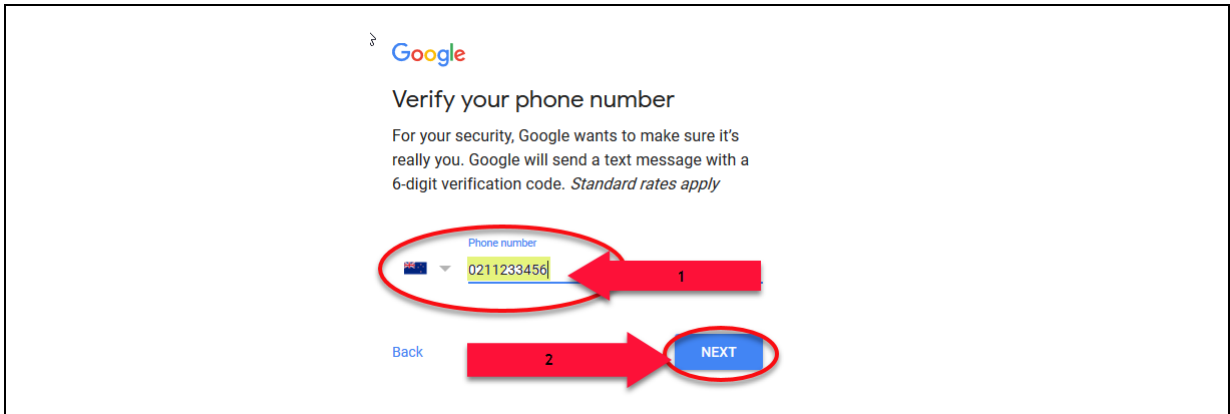 Google
Verify your phone number
For your security, Google wants to make sure it's
really you. Google will send a text message with a
6-digit verification code. Standard rates apply
Phone number
0211233456
1
Back
2
NEXT